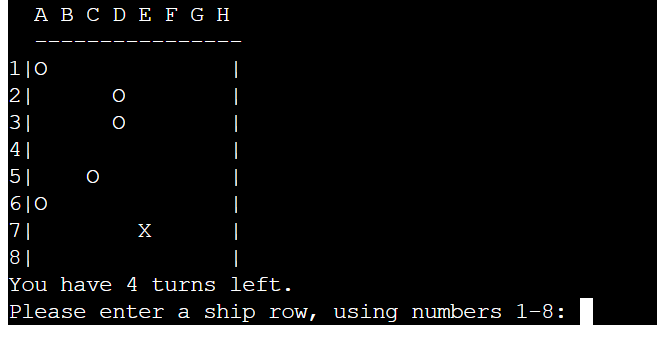 A B C D E F G H
  ----------------
1|O              |
2|      O        |
3|      O        |
4|               |
5|    O          |
6|O              |
7|        X      |
8|               |
You have 4 turns left.
Please enter a ship row, using numbers 1-8: